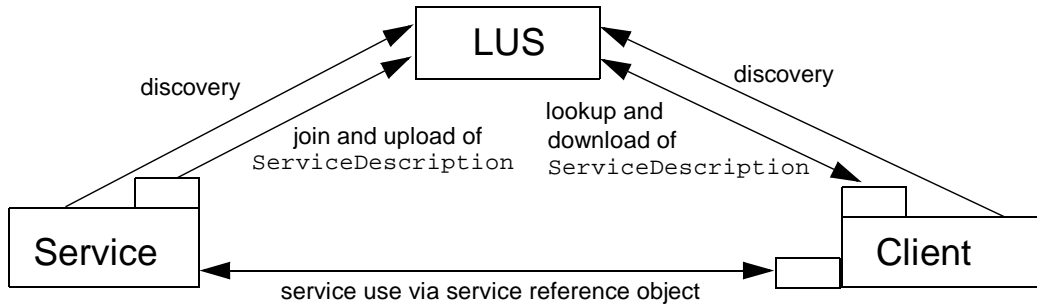 LUS
discovery
discovery
join and upload of
ServiceDescription
lookup and
download of
ServiceDescription
Service
Client
service use via service reference object